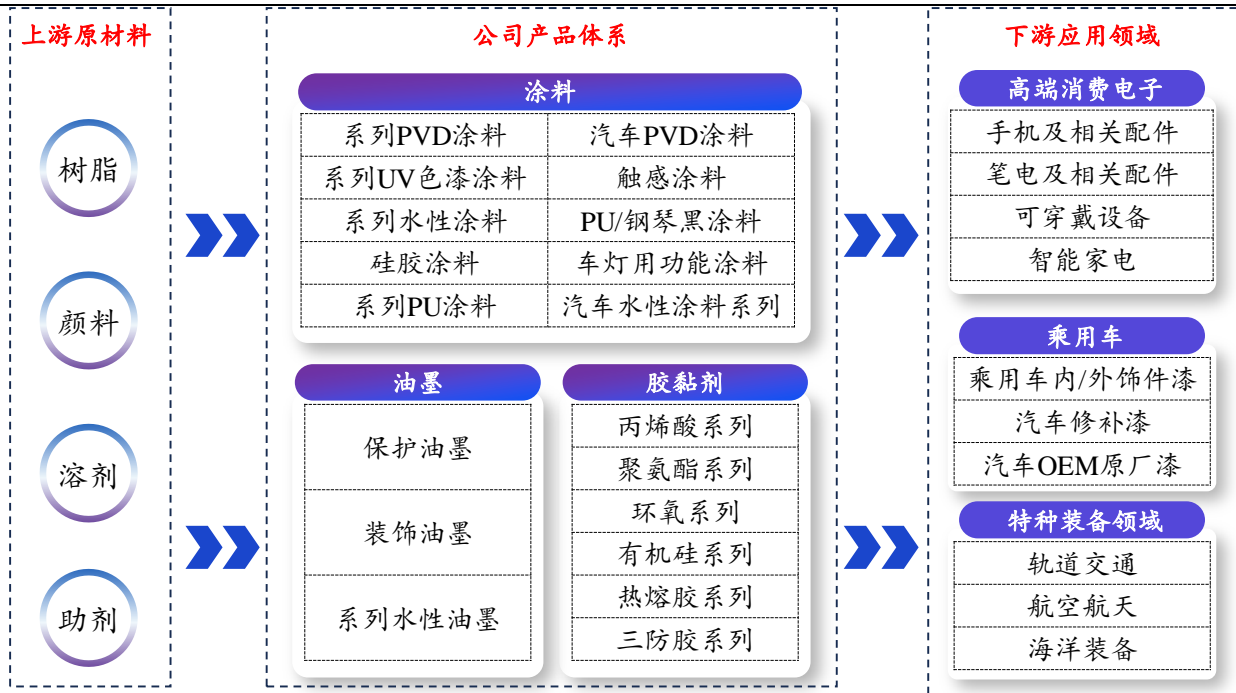 上游原材料
树脂
颜料
溶剂
助剂
公司产品体系
涂料
系列PVD涂料 汽车PVD涂料
系列UV色漆涂料 触感涂料
系列水性涂料 PU/钢琴黑涂料
硅胶涂料 车灯用功能涂料
系列PU涂料 汽车水性涂料系列
油墨
保护油墨
装饰油墨
系列水性油墨
胶黏剂
丙烯酸系列
聚氨酯系列
环氧系列
有机硅系列
热熔胶系列
三防胶系列
下游应用领域
高端消费电子
手机及相关配件
笔电及相关配件
可穿戴设备
智能家电
乘用车
乘用车内/外饰件漆
汽车修补漆
汽车OEM原厂漆
特种装备领域
轨道交通
航空航天
海洋装备